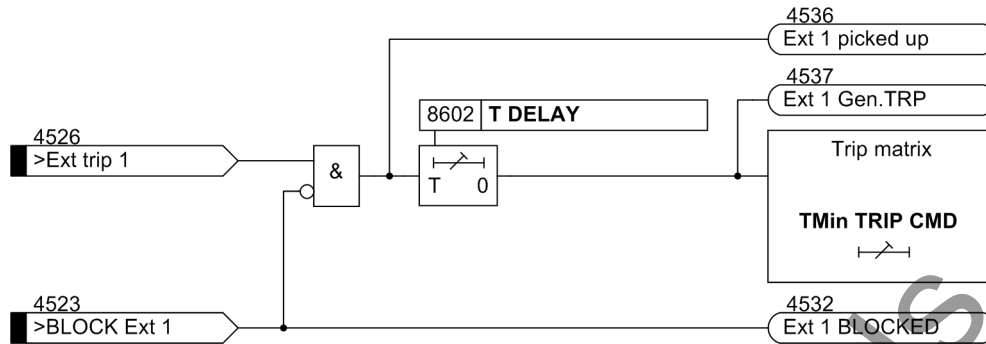 4536
Ext 1 picked up
4537
Ext 1 Gen.TRP
8602 T DELAY
4526
>Ext trip 1
&
T 0
Trip matrix
TMin TRIP CMD
4523
>BLOCK Ext 1
4532
Ext 1 BLOCKED